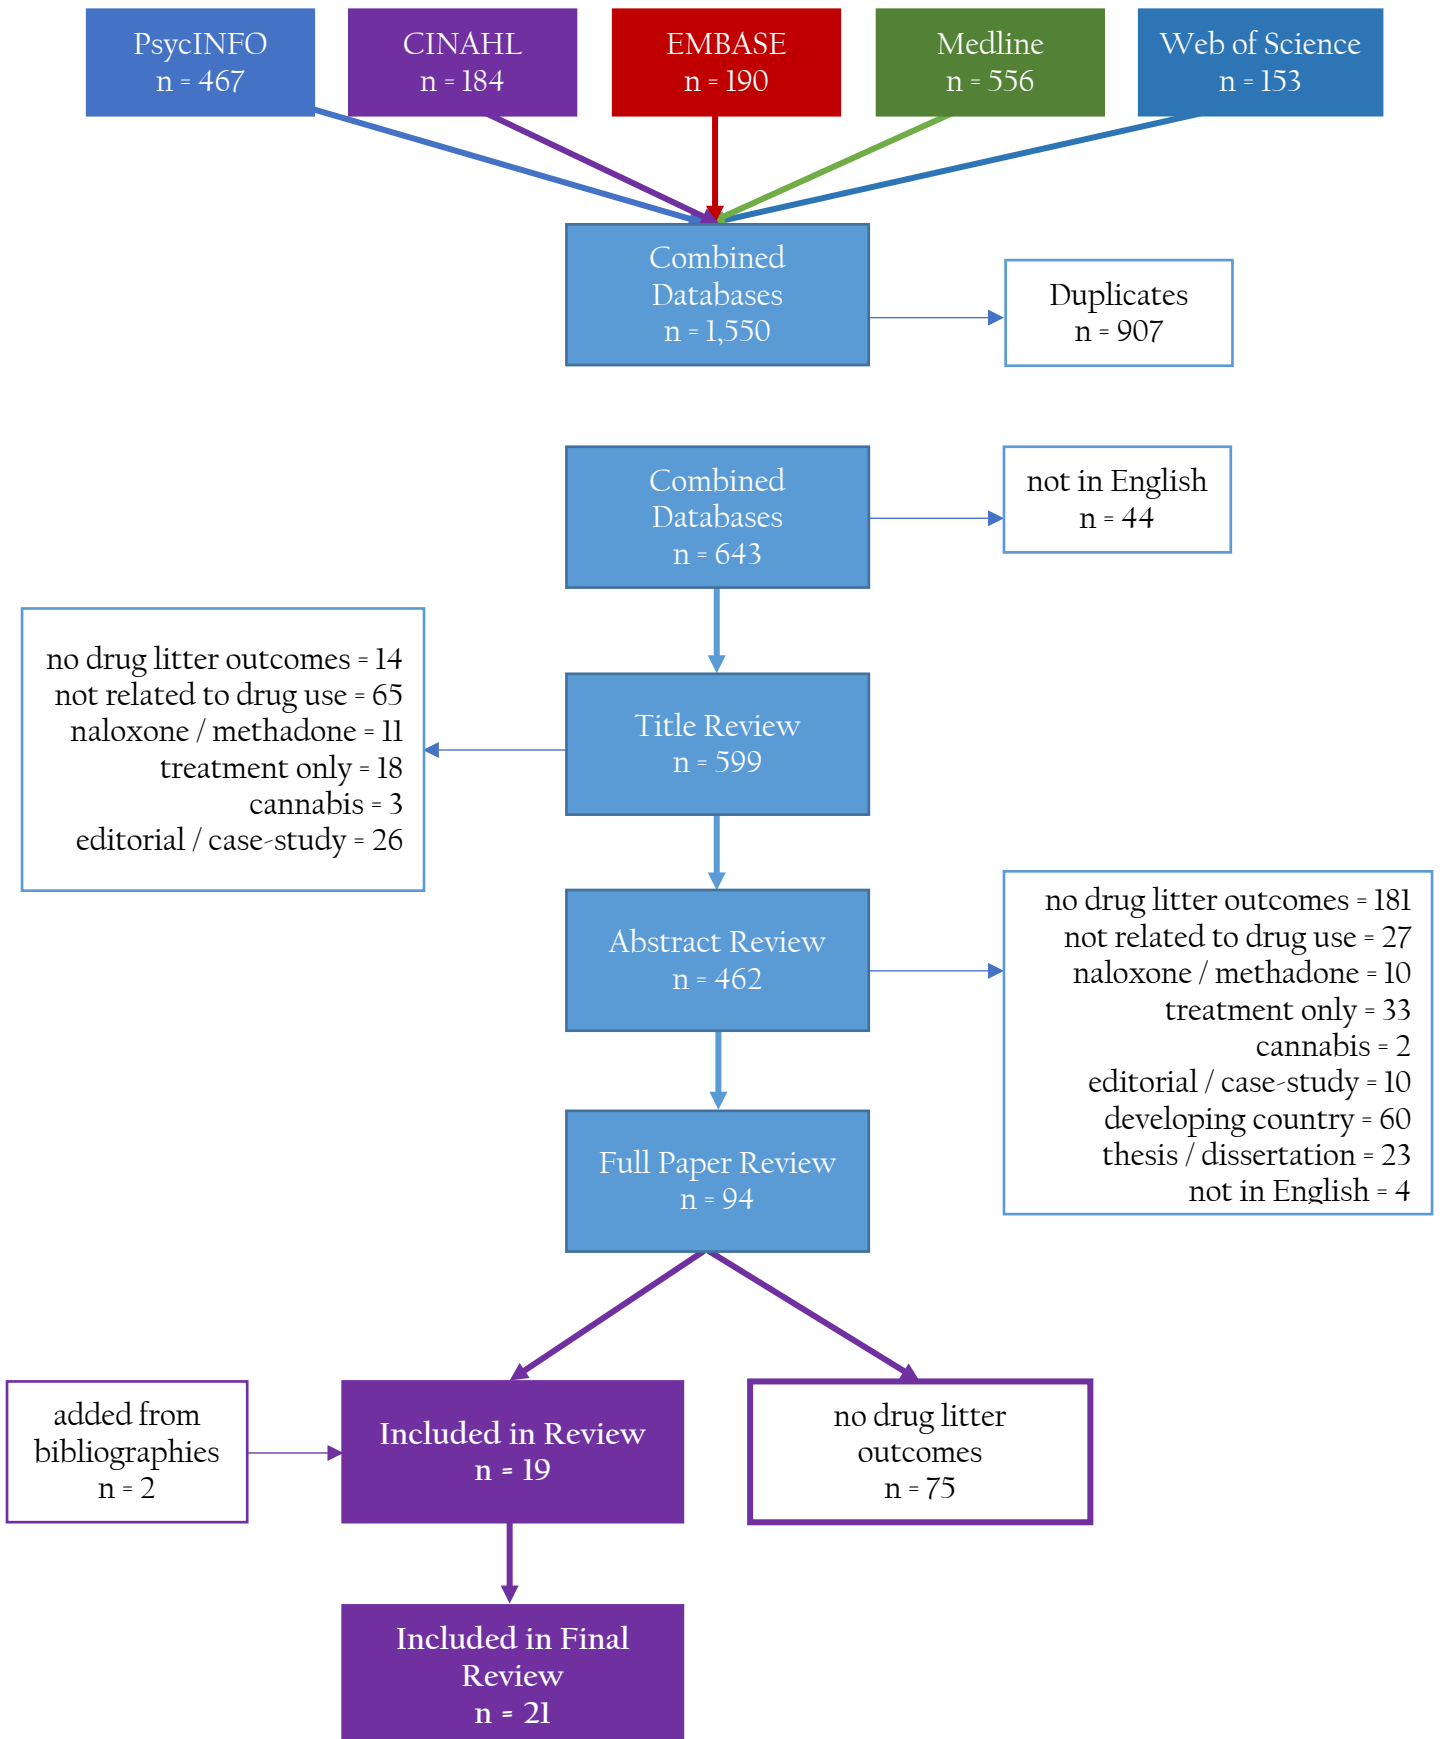 PsycINFO
n = 467
CINAHL
n = 184
EMBASE
n = 190
Medline
n = 556
Web of Science
n = 153
Combined
Databases
n = 1,550
Duplicates
n = 907
Combined
Databases
n = 643
not in English
n = 44
no drug litter outcomes = 14
not related to drug use = 65
naloxone / methadone = 11
treatment only = 18
cannabis = 3
editorial / case-study = 26
Title Review
n = 599
Abstract Review
n = 462
no drug litter outcomes = 181
not related to drug use = 27
naloxone / methadone = 10
treatment only = 33
cannabis = 2
editorial / case-study = 10
developing country = 60
thesis / dissertation = 23
not in English = 4
Full Paper Review
n = 94
added from
bibliographies
n = 2
Included in Review
n = 19
no drug litter
outcomes
n = 75
Included in Final
Review
n = 21